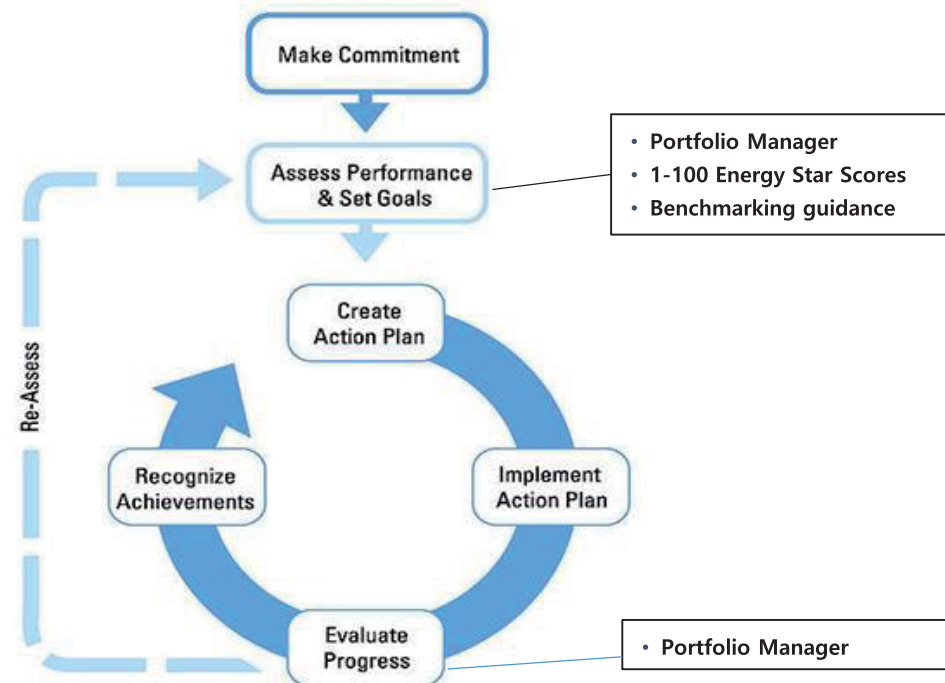 Make Commitment
Assess Performance
& Set Goals
• Portfolio Manager
• 1-100 Energy Star Scores
• Benchmarking guidance
Create
Action Plan
Re-Assess
Recognize
Achievements
Implement
Action Plan
Evaluate
Progress
• Portfolio Manager